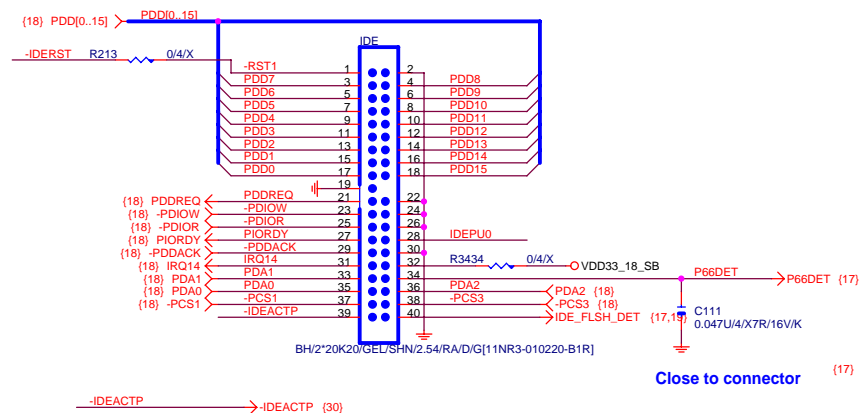 {18} PDD[0..15] PDD[0..15]
IDE
-IDERST R213 0/4/X
-RST1 1 2
PDD7 3 4 PDD8
PDD6 5 6 PDD9
PDD5 7 8 PDD10
PDD4 9 10 PDD11
PDD3 11 12 PDD12
PDD2 13 14 PDD13
PDD1 15 16 PDD14
PDD0 17 18 PDD15
19
{18} PDDREQ PDDREQ 21 22
{18} -PDIOW -PDIOW 23 24
{18} -PDIOR -PDIOR 25 26
{18} PIORDY PIORDY 27 28 IDEPU0
{18} -PDDACK -PDDACK 29 30
{18} IRQ14 IRQ14 31 32 R3434 0/4/X VDD33_18_SB
{18} PDA1 PDA1 33 34 P66DET P66DET {17}
{18} PDA0 PDA0 35 36 PDA2 PDA2 {18}
{18} -PCS1 -PCS1 37 38 -PCS3 -PCS3 {18}
-IDEACTP 39 40 IDE_FLSH_DET {17,19}
C111
0.047U/4/X7R/16V/K
BH/2*20K20/GEL/SHN/2.54/RA/D/G[11NR3-010220-B1R]
Close to connector {17}
-IDEACTP -IDEACTP {30}